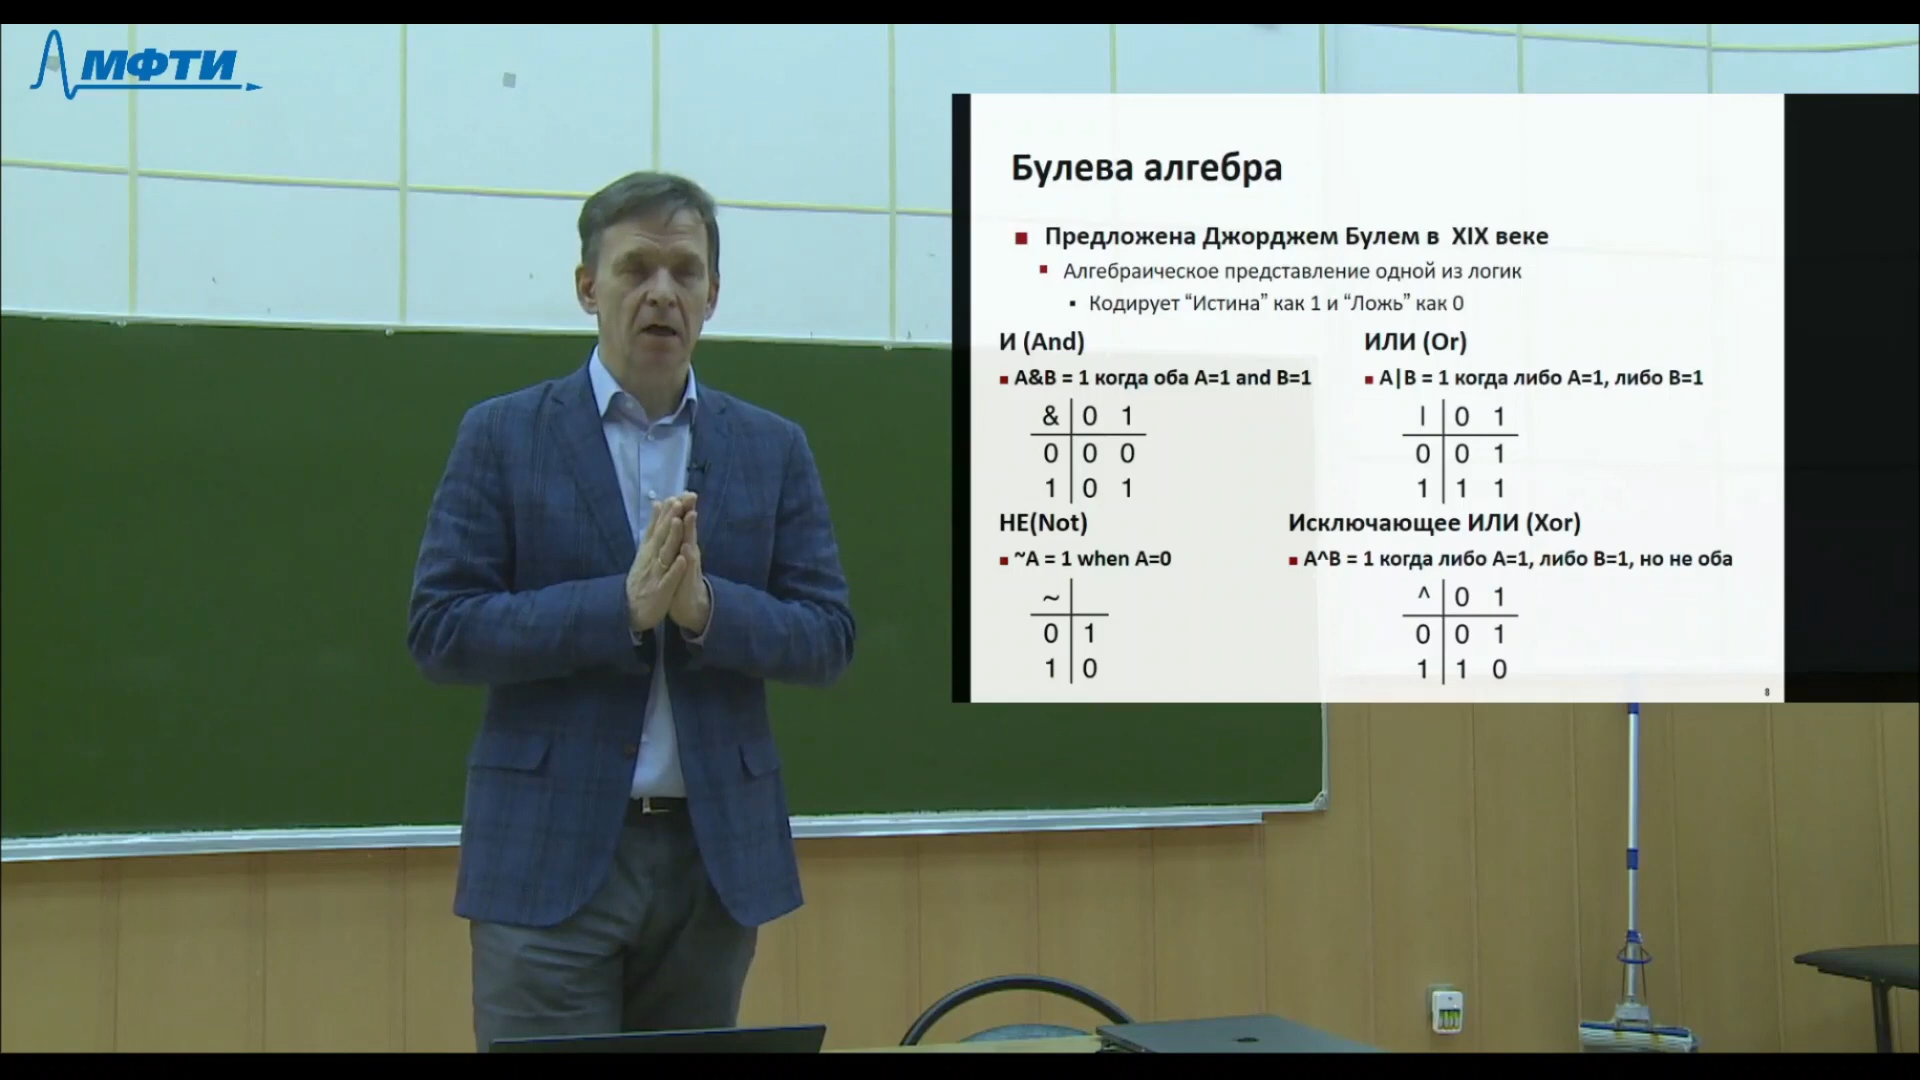 МФТИ
Булева алгебра
Предложена Джорджем Булем в XIX веке
Алгебраическое представление одной из логик
Кодирует “Истина” как 1 и “Ложь” как 0
И (And)
A&B = 1 когда оба A=1 and B=1
& 0 1
0 0 0
1 0 1
ИЛИ (Or)
A|B = 1 когда либо A=1, либо B=1
| 0 1
0 0 1
1 1 1
НЕ(Not)
~A = 1 when A=0
~
0 1
1 0
Исключающее ИЛИ (Xor)
A^B = 1 когда либо A=1, либо B=1, но не оба
^ 0 1
0 0 1
1 1 0
8